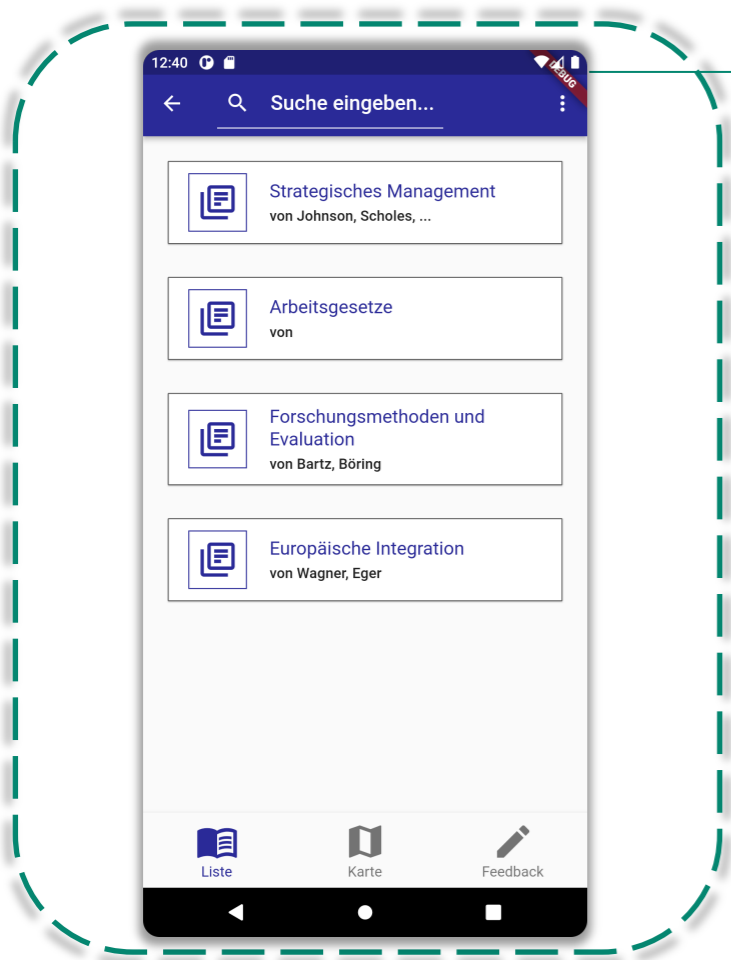 12:40
DEBUG
Suche eingeben...
Strategisches Management
von Johnson, Scholes, ...
Arbeitsgesetze
von
Forschungsmethoden und
Evaluation
von Bartz, Böring
Europäische Integration
von Wagner, Eger
Liste
Karte
Feedback